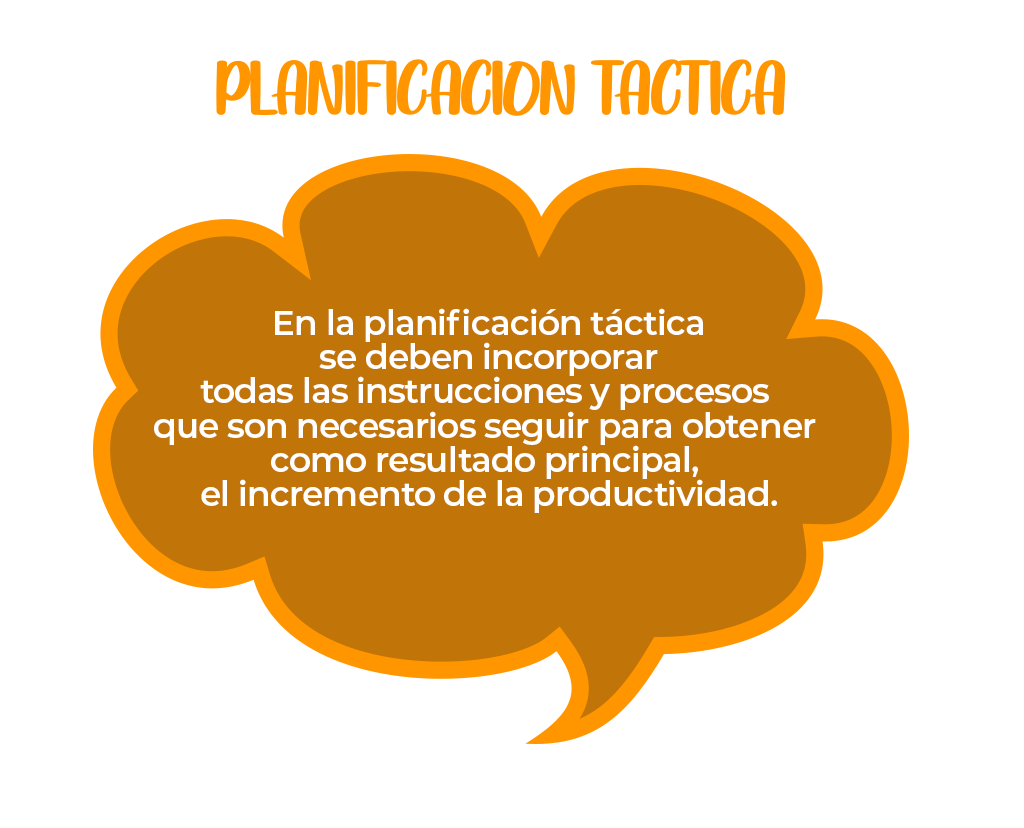 PLANIFICACION TACTICA
En la planificación táctica
se deben incorporar
todas las instrucciones y procesos
que son necesarios seguir para obtener
como resultado principal,
el incremento de la productividad.